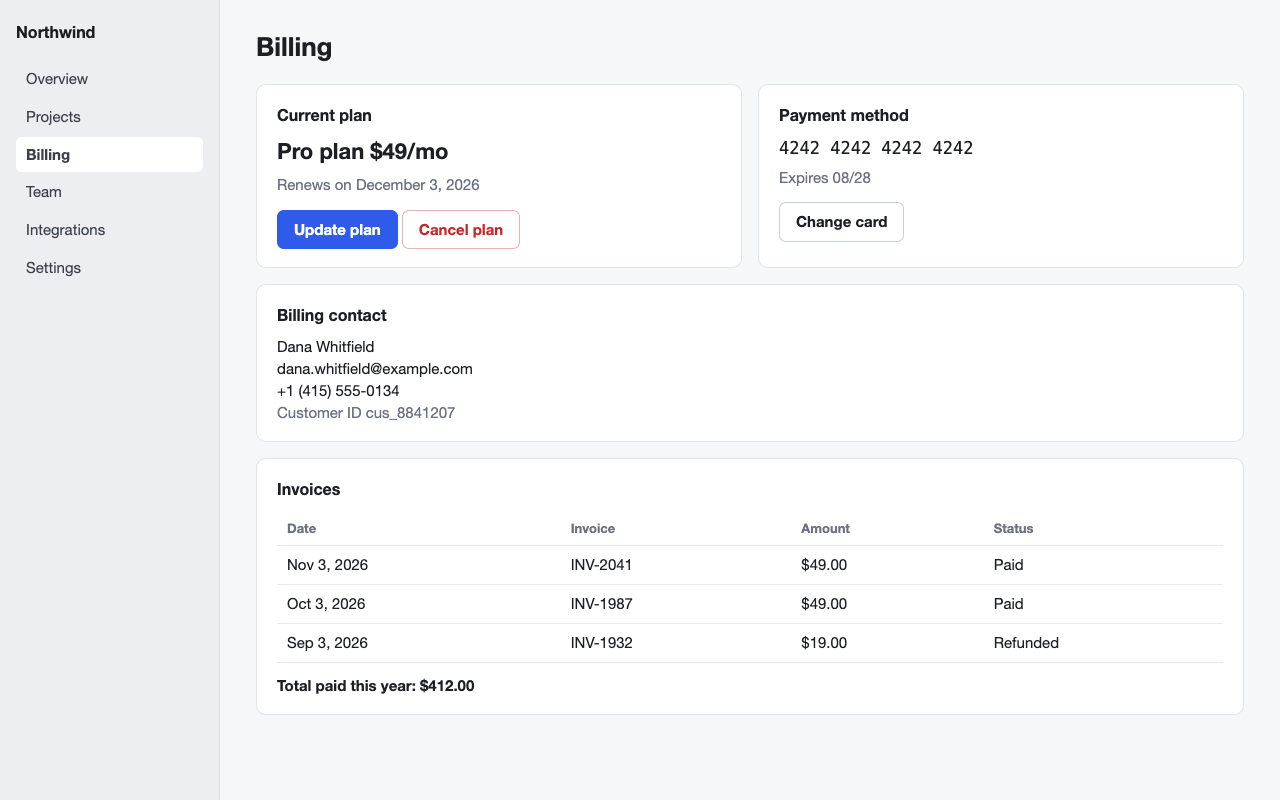 Northwind
Overview
Projects
Billing
Team
Integrations
Settings
Billing
Current plan
Pro plan $49/mo
Renews on December 3, 2026
Update plan
Cancel plan
Payment method
4242 4242 4242 4242
Expires 08/28
Change card
Billing contact
Dana Whitfield
dana.whitfield@example.com
+1 (415) 555-0134
Customer ID cus_8841207
Invoices
Date Invoice Amount Status
Nov 3, 2026 INV-2041 $49.00 Paid
Oct 3, 2026 INV-1987 $49.00 Paid
Sep 3, 2026 INV-1932 $19.00 Refunded
Total paid this year: $412.00